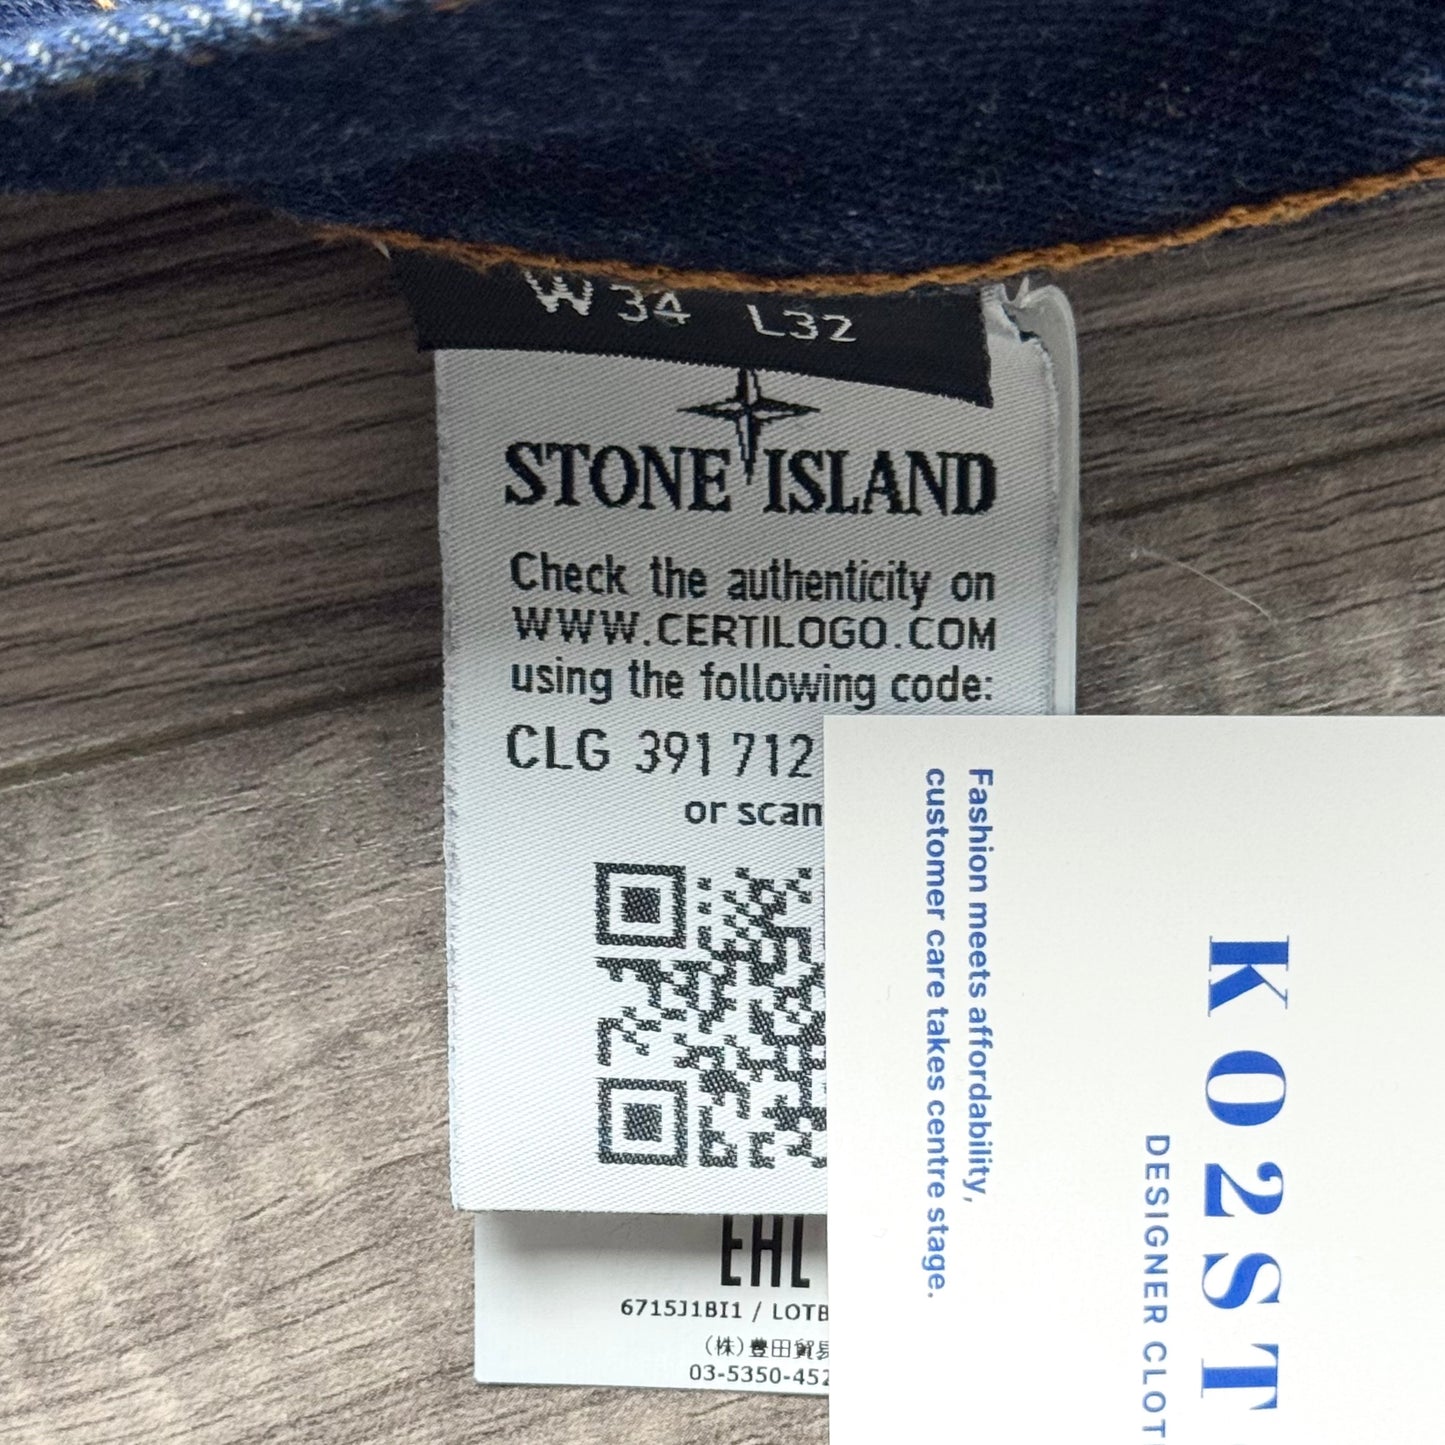 W34 L32
STONE ISLAND
Check the authenticity on
WWW.CERTILOGO.COM
using the following code:
CLG 391 712
or scan
EAC
6715J1BI1 / LOTB
(株)豊田貿易
03-5350-452
Fashion meets affordability,
customer care takes centre stage.
KO2ST
DESIGNER CLOT